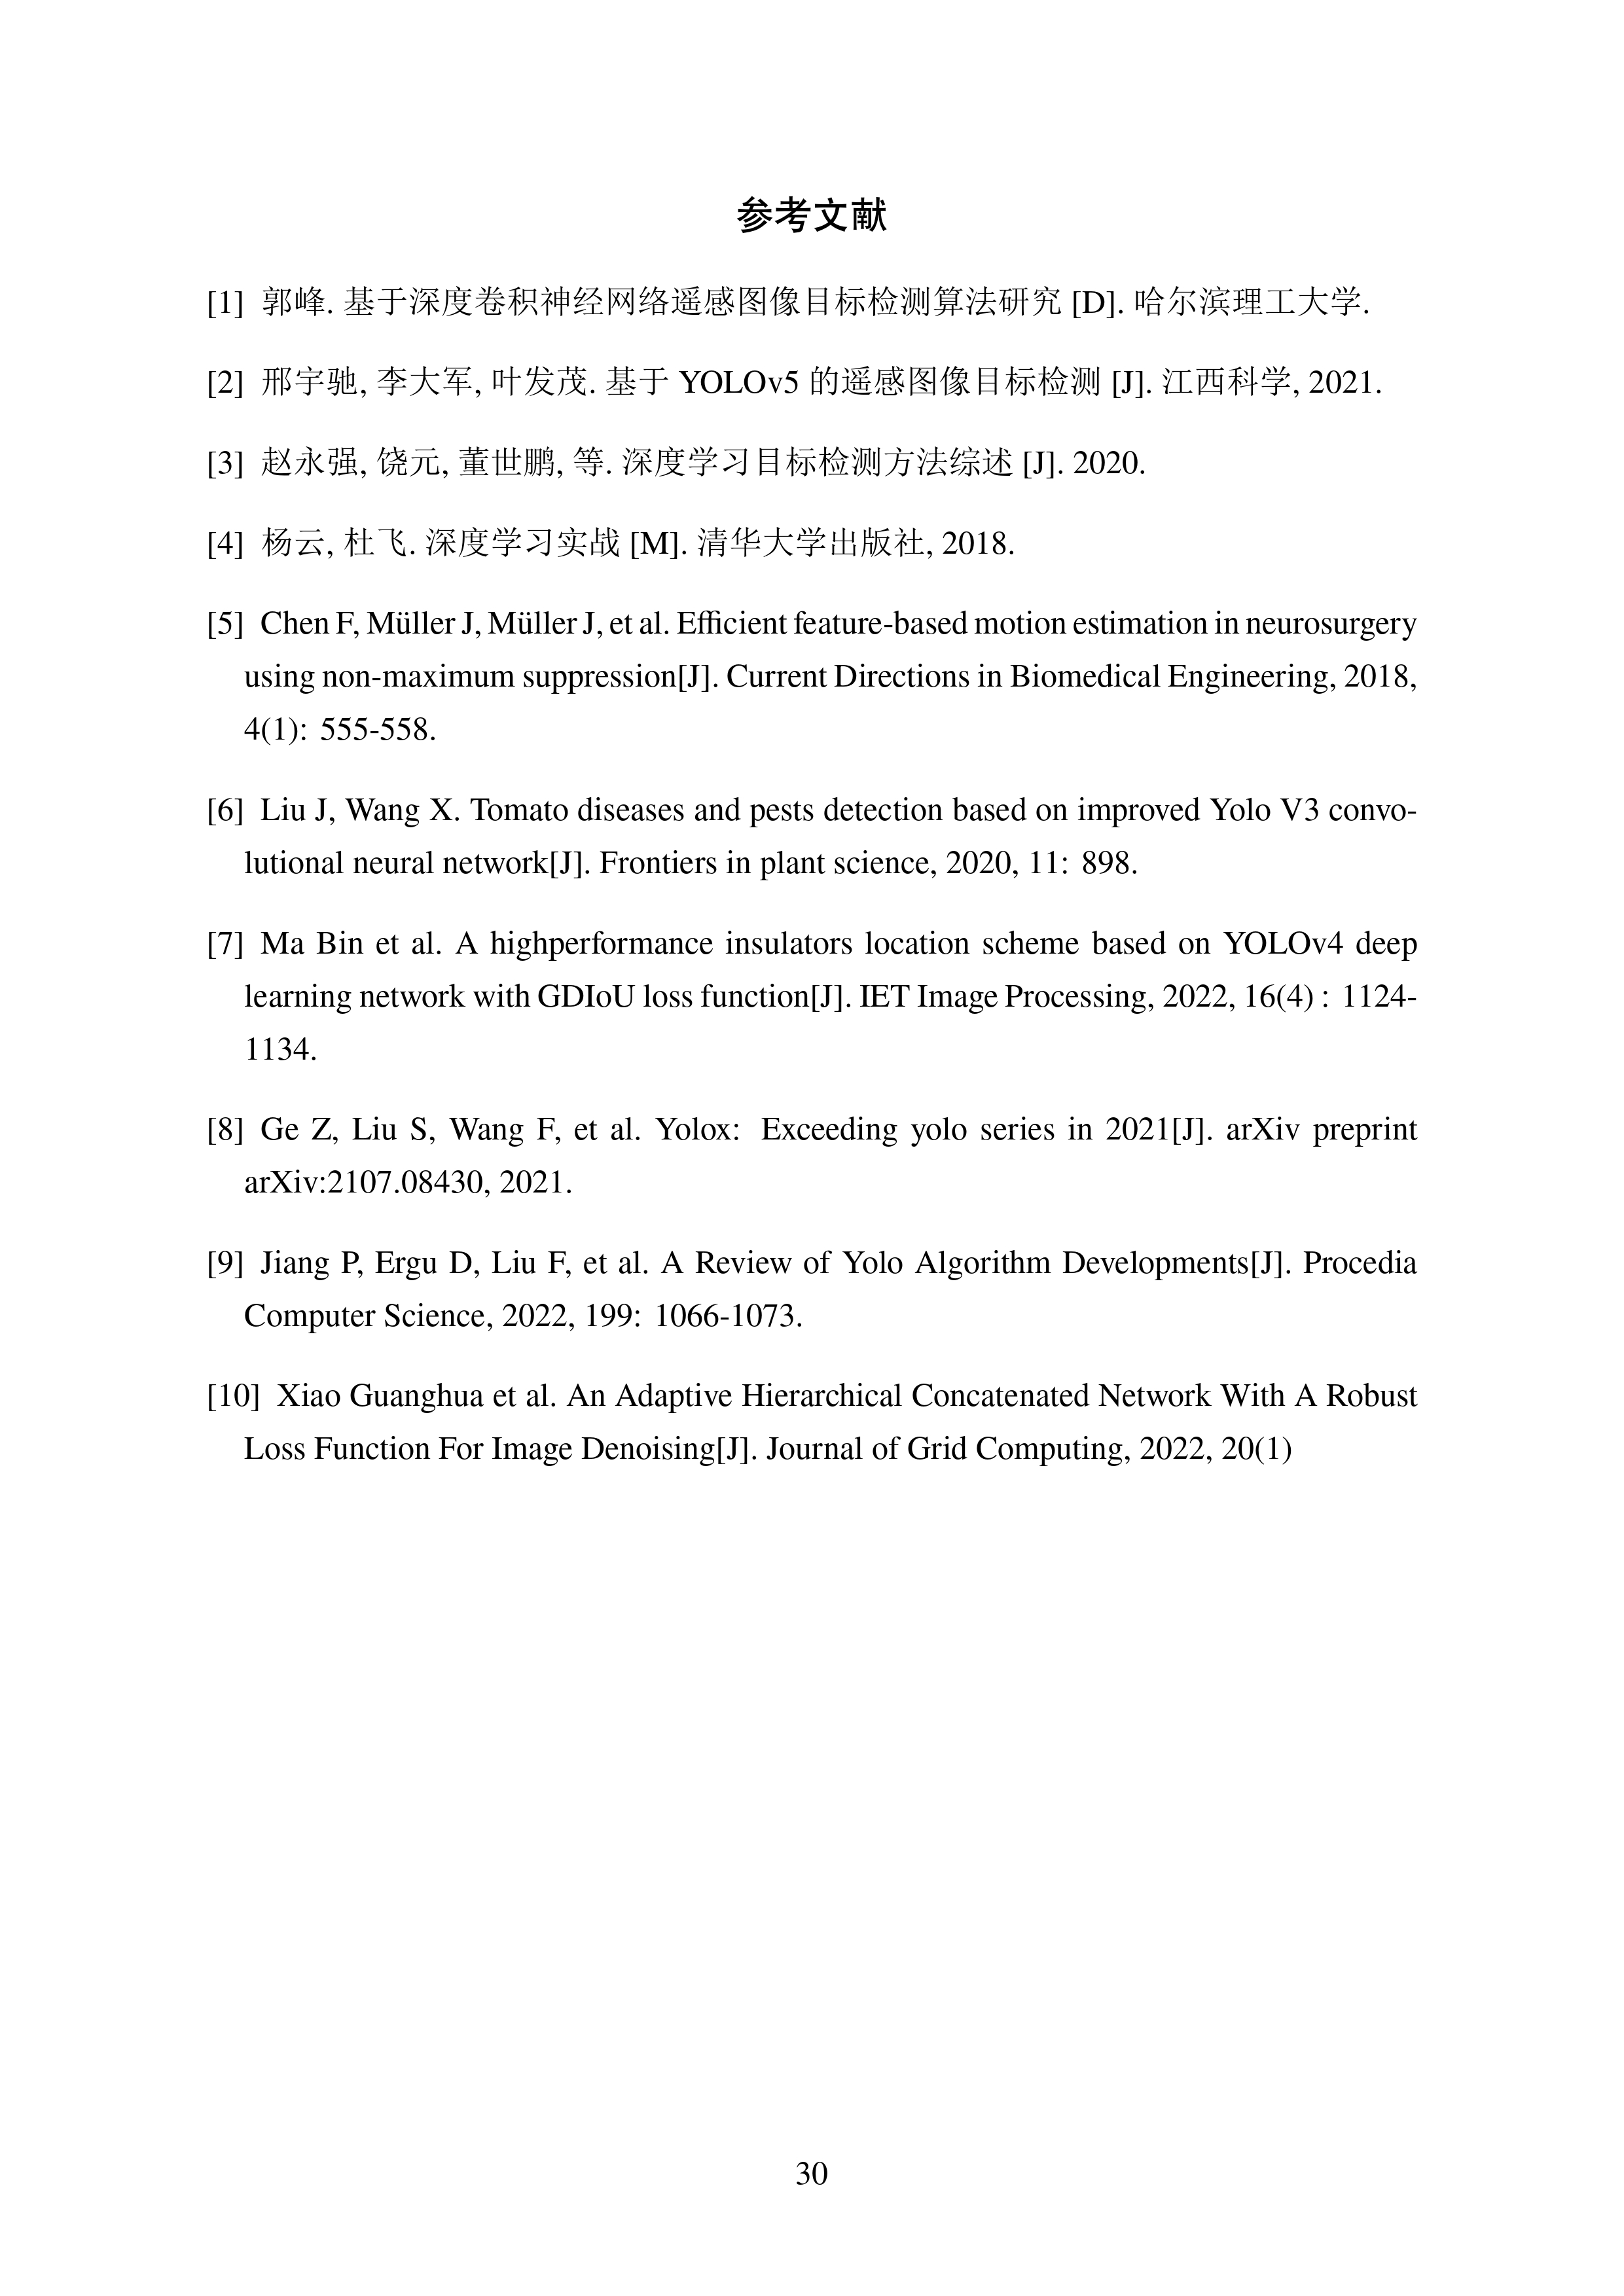 参考文献
[1] 郭峰. 基于深度卷积神经网络遥感图像目标检测算法研究 [D]. 哈尔滨理工大学.
[2] 邢宇驰, 李大军, 叶发茂. 基于 YOLOv5 的遥感图像目标检测 [J]. 江西科学, 2021.
[3] 赵永强, 饶元, 董世鹏, 等. 深度学习目标检测方法综述 [J]. 2020.
[4] 杨云, 杜飞. 深度学习实战 [M]. 清华大学出版社, 2018.
[5] Chen F, Müller J, Müller J, et al. Efficient feature-based motion estimation in neurosurgery
using non-maximum suppression[J]. Current Directions in Biomedical Engineering, 2018,
4(1): 555-558.
[6] Liu J, Wang X. Tomato diseases and pests detection based on improved Yolo V3 convo-
lutional neural network[J]. Frontiers in plant science, 2020, 11: 898.
[7] Ma Bin et al. A highperformance insulators location scheme based on YOLOv4 deep
learning network with GDIoU loss function[J]. IET Image Processing, 2022, 16(4) : 1124-
1134.
[8] Ge Z, Liu S, Wang F, et al. Yolox: Exceeding yolo series in 2021[J]. arXiv preprint
arXiv:2107.08430, 2021.
[9] Jiang P, Ergu D, Liu F, et al. A Review of Yolo Algorithm Developments[J]. Procedia
Computer Science, 2022, 199: 1066-1073.
[10] Xiao Guanghua et al. An Adaptive Hierarchical Concatenated Network With A Robust
Loss Function For Image Denoising[J]. Journal of Grid Computing, 2022, 20(1)
30